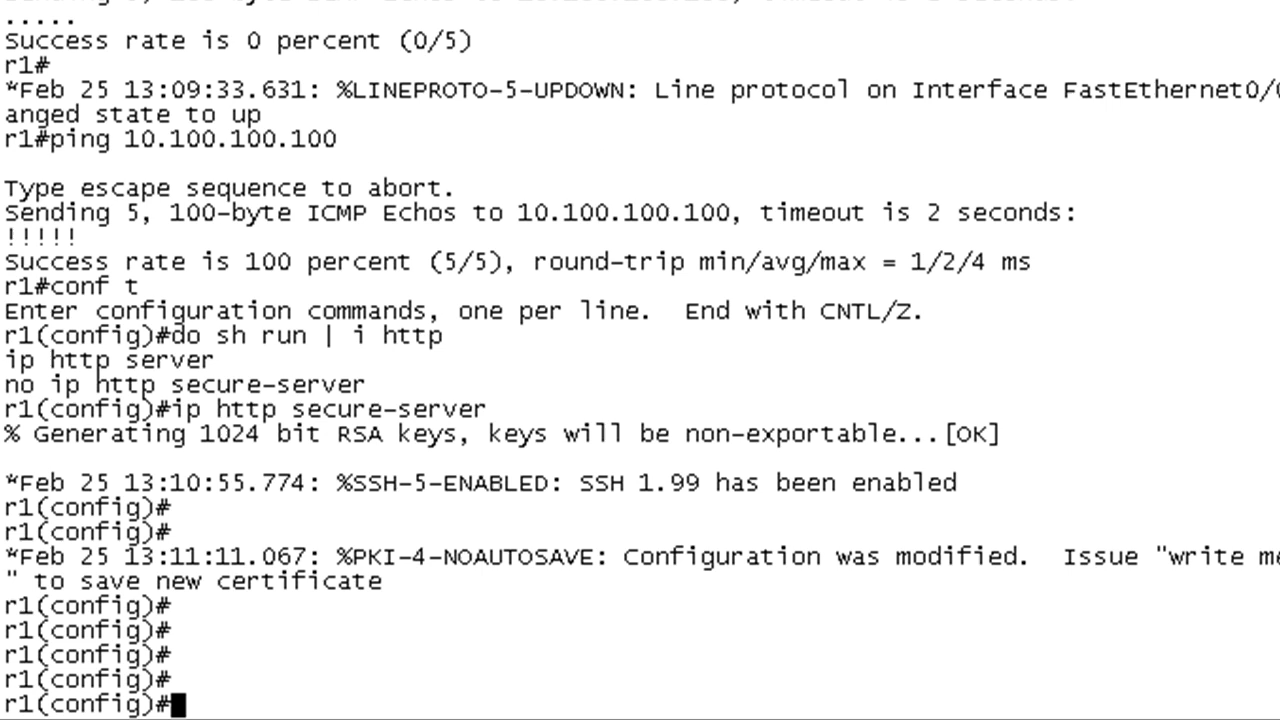 .....
Success rate is 0 percent (0/5)
r1#
*Feb 25 13:09:33.631: %LINEPROTO-5-UPDOWN: Line protocol on Interface FastEthernet0/
anged state to up
r1#ping 10.100.100.100
Type escape sequence to abort.
Sending 5, 100-byte ICMP Echos to 10.100.100.100, timeout is 2 seconds:
!!!!!
Success rate is 100 percent (5/5), round-trip min/avg/max = 1/2/4 ms
r1#conf t
Enter configuration commands, one per line.  End with CNTL/Z.
r1(config)#do sh run | i http
ip http server
no ip http secure-server
r1(config)#ip http secure-server
% Generating 1024 bit RSA keys, keys will be non-exportable...[OK]
*Feb 25 13:10:55.774: %SSH-5-ENABLED: SSH 1.99 has been enabled
r1(config)#
r1(config)#
*Feb 25 13:11:11.067: %PKI-4-NOAUTOSAVE: Configuration was modified.  Issue "write me
" to save new certificate
r1(config)#
r1(config)#
r1(config)#
r1(config)#
r1(config)#